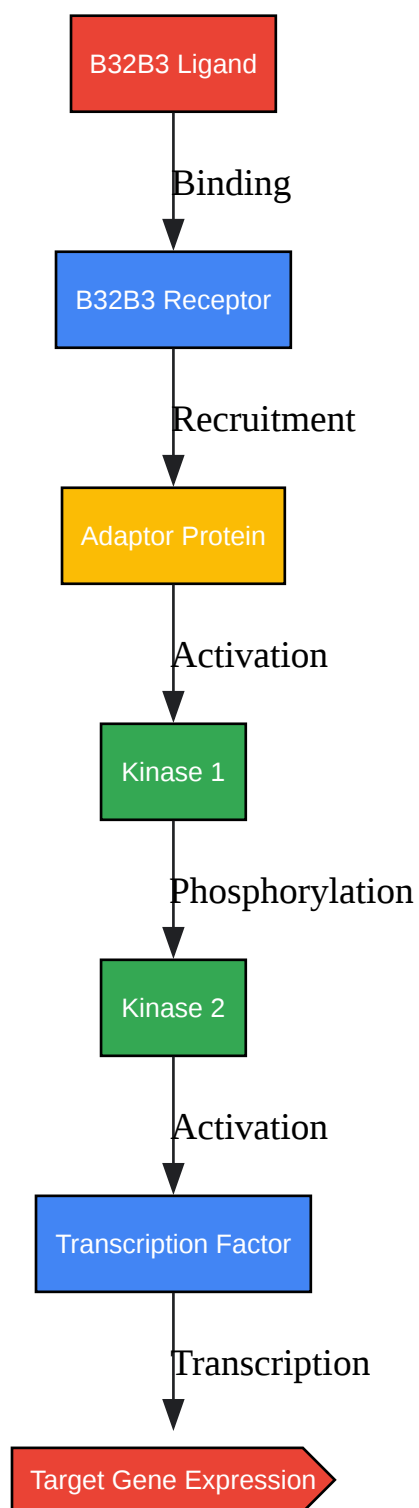 B32B3 Ligand
Binding
B32B3 Receptor
Recruitment
Adaptor Protein
Activation
Kinase 1
Phosphorylation
Kinase 2
Activation
Transcription Factor
Transcription
Target Gene Expression